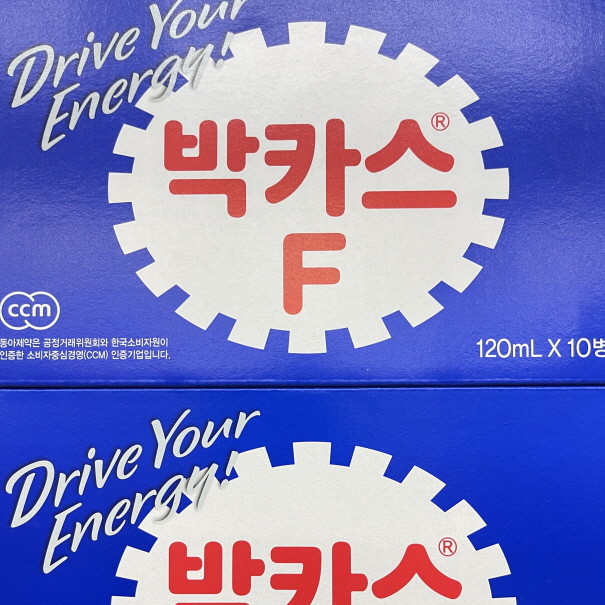 Drive Your
Energy!
박카스®
F
ccm
동아제약은 공정거래위원회와 한국소비자원이
인증한 소비자중심경영(CCM) 인증기업입니다.
120mL X 10병
Drive Your
Energy!
박카스®